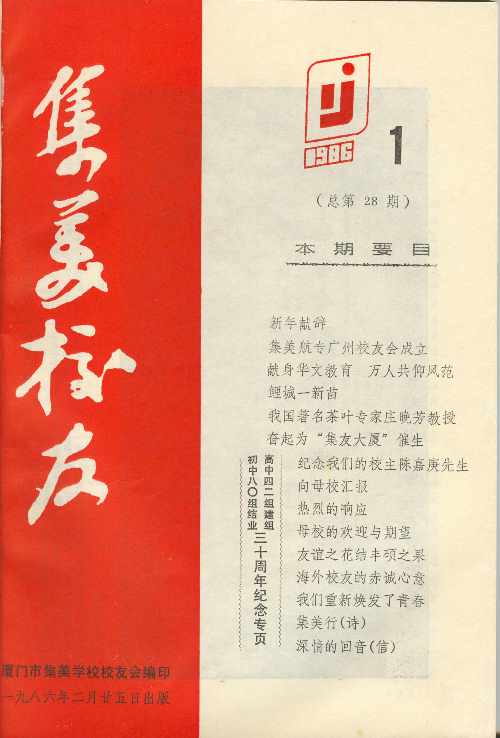 集美校友
1986
1
(总第 28 期)
本期要目
新年献辞
集美航专广州校友会成立
献身华文教育 万人共仰风范
鲤城一新苗
我国著名茶叶专家庄晚芳教授
奋起为“集友大厦”催生
高中四二组建组
初中八〇组结业
三十周年纪念专页
纪念我们的校主陈嘉庚先生
向母校汇报
热烈的响应
母校的欢迎与期望
友谊之花结丰硕之果
海外校友的赤诚心意
我们重新焕发了青春
集美行(诗)
深情的回音(信)
厦门市集美学校校友会编印
一九八六年二月廿五日出版